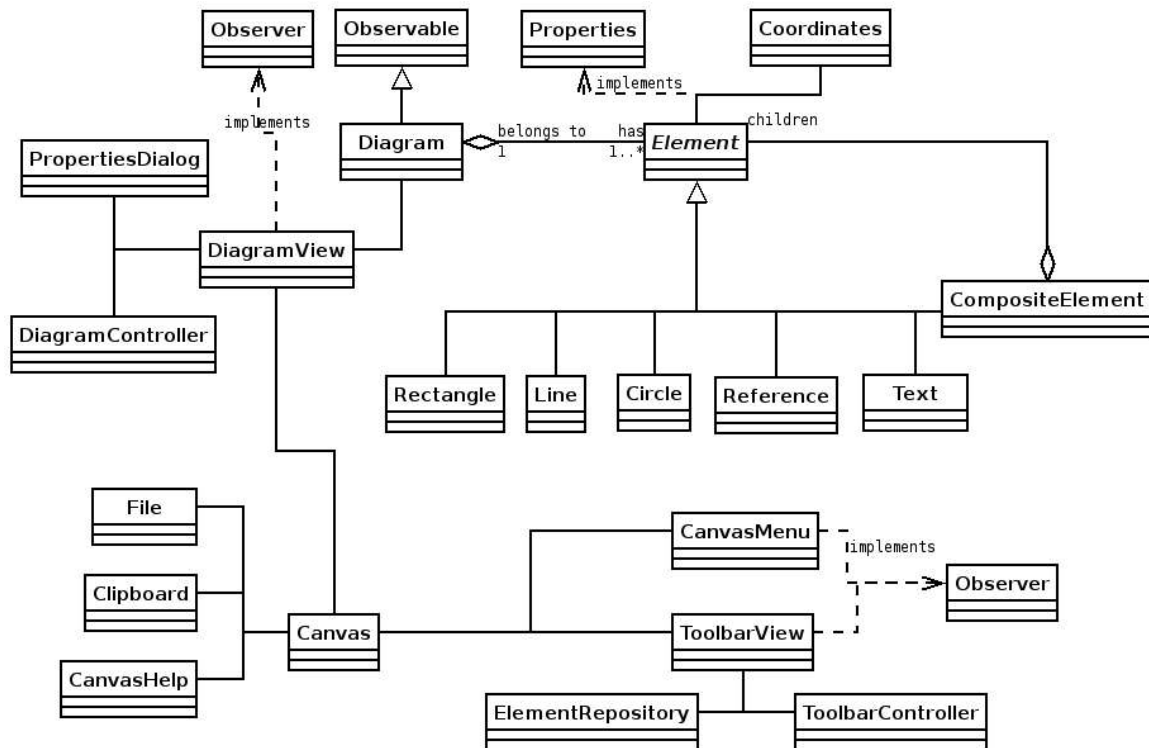 Observer
Observable
Properties
Coordinates
implements
implements
Diagram
belongs to
1
has
1..*
Element
children
PropertiesDialog
DiagramView
DiagramController
CompositeElement
Rectangle
Line
Circle
Reference
Text
File
CanvasMenu
implements
Clipboard
Observer
Canvas
ToolbarView
CanvasHelp
ElementRepository
ToolbarController